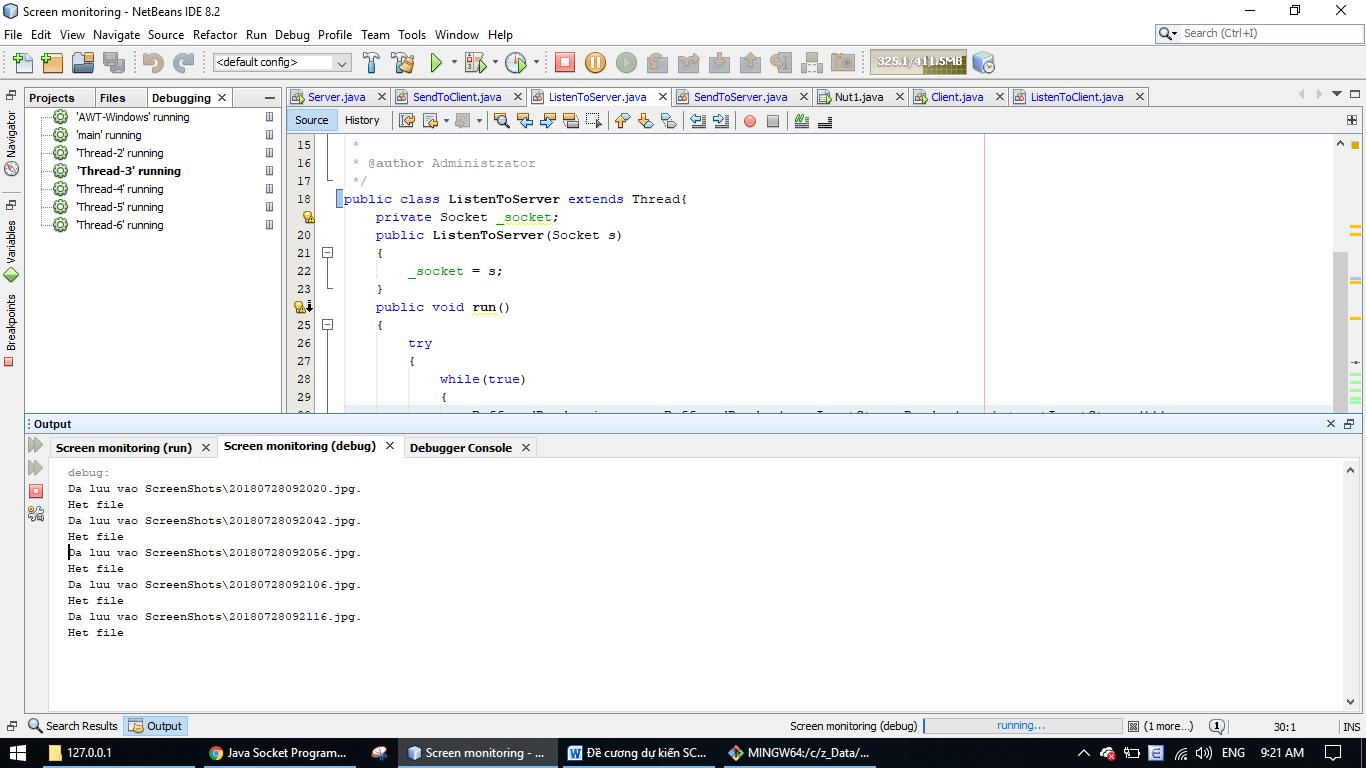 Screen monitoring - NetBeans IDE 8.2
File Edit View Navigate Source Refactor Run Debug Profile Team Tools Window Help
Search (Ctrl+I)
<default config>
325.1/411.5MB
Projects Files Debugging
Server.java SendToClient.java ListenToServer.java SendToServer.java Nut1.java Client.java ListenToClient.java
Navigator
Variables
Breakpoints
'AWT-Windows' running
'main' running
'Thread-2' running
'Thread-3' running
'Thread-4' running
'Thread-5' running
'Thread-6' running
Source History
15 *
16 * @author Administrator
17 */
18 public class ListenToServer extends Thread{
private Socket _socket;
20 public ListenToServer(Socket s)
21 {
22 _socket = s;
23 }
public void run()
25 {
26 try
27 {
28 while(true)
29 {
Output
Screen monitoring (run) Screen monitoring (debug) Debugger Console
debug:
Da luu vao ScreenShots\20180728092020.jpg.
Het file
Da luu vao ScreenShots\20180728092042.jpg.
Het file
Da luu vao ScreenShots\20180728092056.jpg.
Het file
Da luu vao ScreenShots\20180728092106.jpg.
Het file
Da luu vao ScreenShots\20180728092116.jpg.
Het file
Search Results Output
Screen monitoring (debug) running... (1 more...) 1 30:1 INS
127.0.0.1 Java Socket Program... Screen monitoring - ... Đề cương dự kiến SC... MINGW64:/c/z_Data/... ENG 9:21 AM